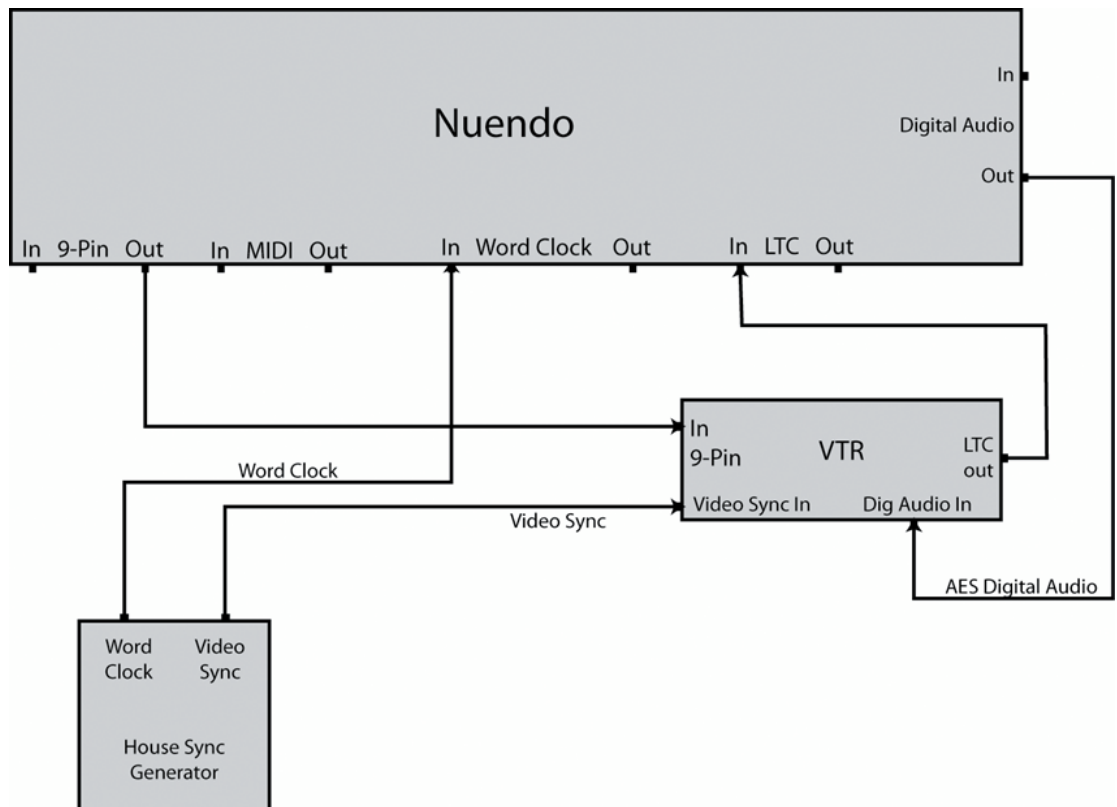 In
Nuendo
Digital Audio
Out
In 9-Pin Out In MIDI Out In Word Clock Out In LTC Out
In
9-Pin
VTR
LTC
out
Word Clock
Video Sync In
Dig Audio In
Video Sync
AES Digital Audio
Word
Clock
Video
Sync
House Sync
Generator